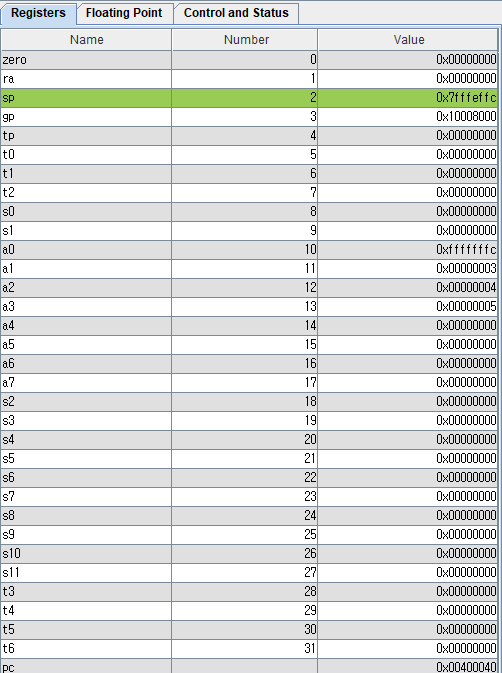 Registers Floating Point Control and Status
Name Number Value
zero 0 0x00000000
ra 1 0x00000000
sp 2 0x7fffeffc
gp 3 0x10008000
tp 4 0x00000000
t0 5 0x00000000
t1 6 0x00000000
t2 7 0x00000000
s0 8 0x00000000
s1 9 0x00000000
a0 10 0xfffffffc
a1 11 0x00000003
a2 12 0x00000004
a3 13 0x00000005
a4 14 0x00000000
a5 15 0x00000000
a6 16 0x00000000
a7 17 0x00000000
s2 18 0x00000000
s3 19 0x00000000
s4 20 0x00000000
s5 21 0x00000000
s6 22 0x00000000
s7 23 0x00000000
s8 24 0x00000000
s9 25 0x00000000
s10 26 0x00000000
s11 27 0x00000000
t3 28 0x00000000
t4 29 0x00000000
t5 30 0x00000000
t6 31 0x00000000
pc 0x00400040